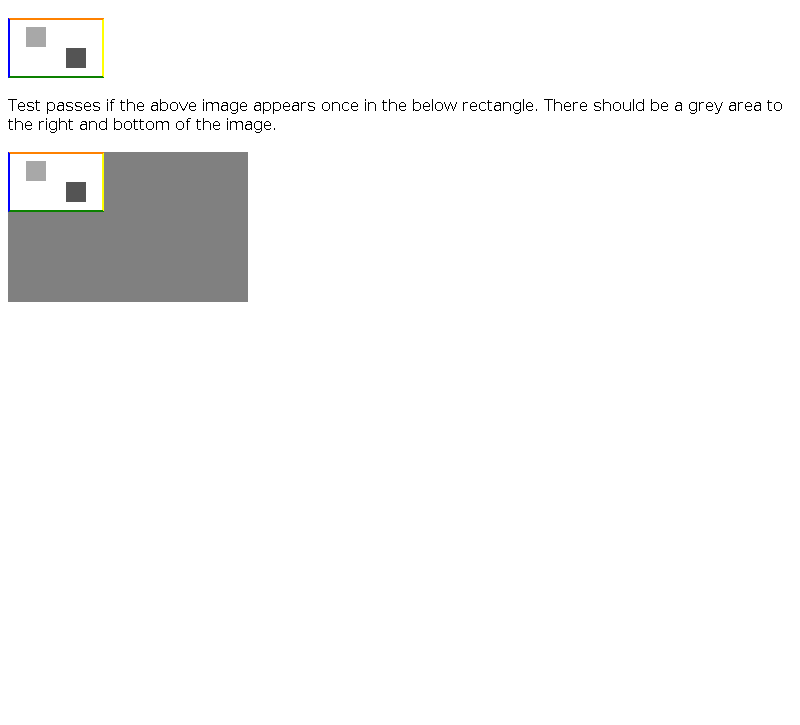 Test passes if the above image appears once in the below rectangle. There should be a grey area to
the right and bottom of the image.